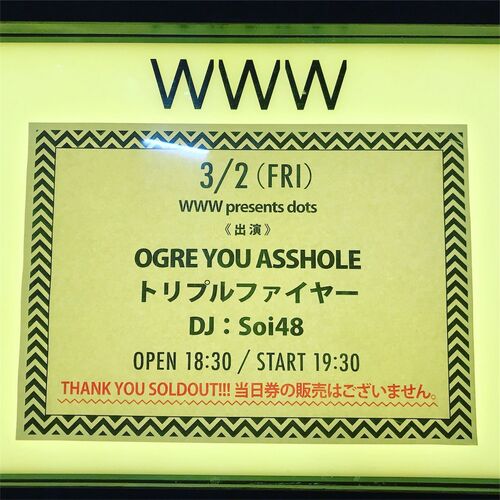 WWW
3/2(FRI)
WWW presents dots
《出演》
OGRE YOU ASSHOLE
トリプルファイヤー
DJ：Soi48
OPEN 18:30 / START 19:30
THANK YOU SOLDOUT!!! 当日券の販売はございません。